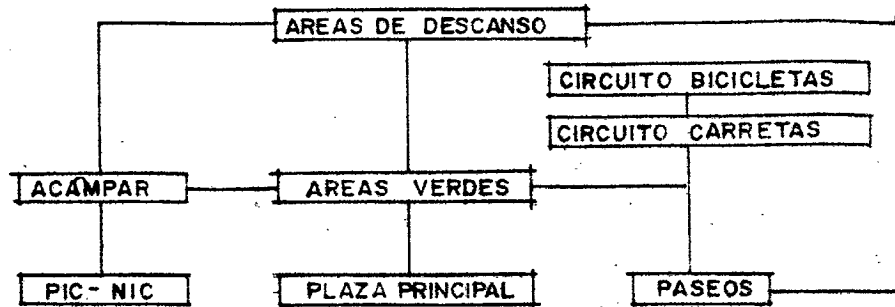 AREAS DE DESCANSO
CIRCUITO BICICLETAS
CIRCUITO CARRETAS
ACAMPAR
AREAS VERDES
PIC-NIC
PLAZA PRINCIPAL
PASEOS